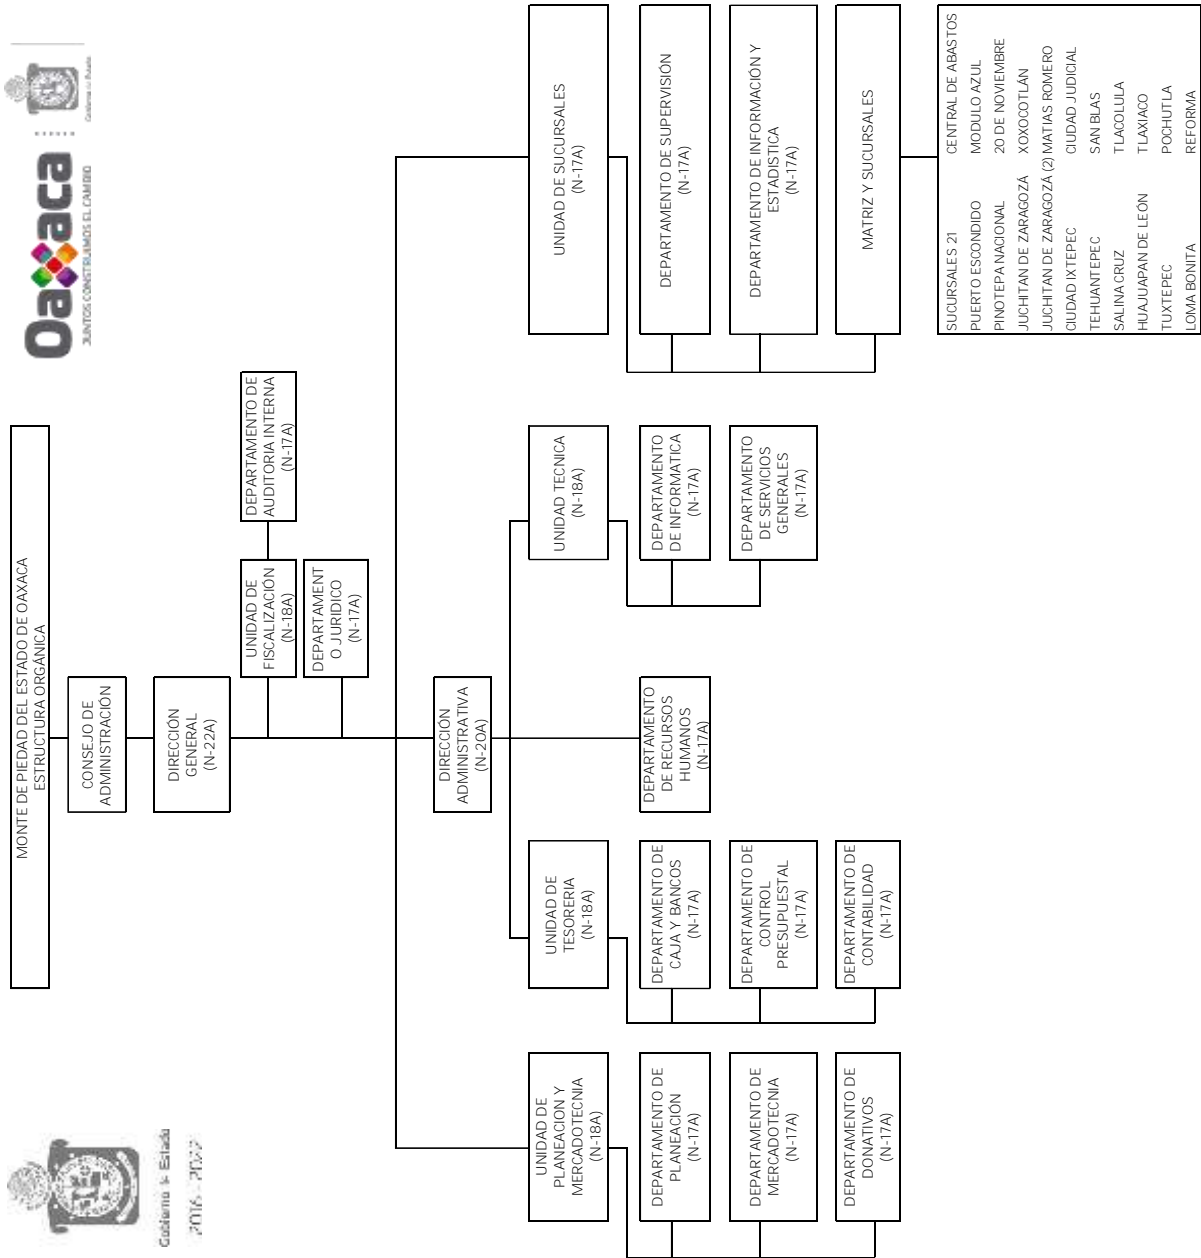 Gobierno de Estado
2016 - 2022
MONTE DE PIEDAD DEL ESTADO DE OAXACA
ESTRUCTURA ORGÁNICA
Oaxaca
JUNTOS CONSTRUIMOS EL CAMBIO
CONSEJO DE
ADMINISTRACIÓN
DIRECCIÓN
GENERAL
(N-22A)
UNIDAD DE
FISCALIZACIÓN
(N-18A)
DEPARTAMENTO DE
AUDITORIA INTERNA
(N-17A)
DEPARTAMENT
O JURIDICO
(N-17A)
DIRECCIÓN
ADMINISTRATIVA
(N-20A)
UNIDAD DE
PLANEACION Y
MERCADOTECNIA
(N-18A)
DEPARTAMENTO DE
PLANEACIÓN
(N-17A)
DEPARTAMENTO DE
MERCADOTECNIA
(N-17A)
DEPARTAMENTO DE
DONATIVOS
(N-17A)
UNIDAD DE
TESORERIA
(N-18A)
DEPARTAMENTO DE
CAJA Y BANCOS
(N-17A)
DEPARTAMENTO DE
CONTROL
PRESUPUESTAL
(N-17A)
DEPARTAMENTO DE
CONTABILIDAD
(N-17A)
DEPARTAMENTO
DE RECURSOS
HUMANOS
(N-17A)
UNIDAD TECNICA
(N-18A)
DEPARTAMENTO
DE INFORMATICA
(N-17A)
DEPARTAMENTO
DE SERVICIOS
GENERALES
(N-17A)
UNIDAD DE SUCURSALES
(N-17A)
DEPARTAMENTO DE SUPERVISIÓN
(N-17A)
DEPARTAMENTO DE INFORMACIÓN Y
ESTADÍSTICA
(N-17A)
MATRIZ Y SUCURSALES
SUCURSALES 21 CENTRAL DE ABASTOS
PUERTO ESCONDIDO MODULO AZUL
PINOTEPA NACIONAL 20 DE NOVIEMBRE
JUCHITAN DE ZARAGOZÁ XOXOCOTLÁN
JUCHITAN DE ZARAGOZÁ (2) MATIAS ROMERO
CIUDAD IXTEPEC CIUDAD JUDICIAL
TEHUANTEPEC SAN BLAS
SALINA CRUZ TLACOLULA
HUAJUAPAN DE LEÓN TLAXIACO
TUXTEPEC POCHUTLA
LOMA BONITA REFORMA